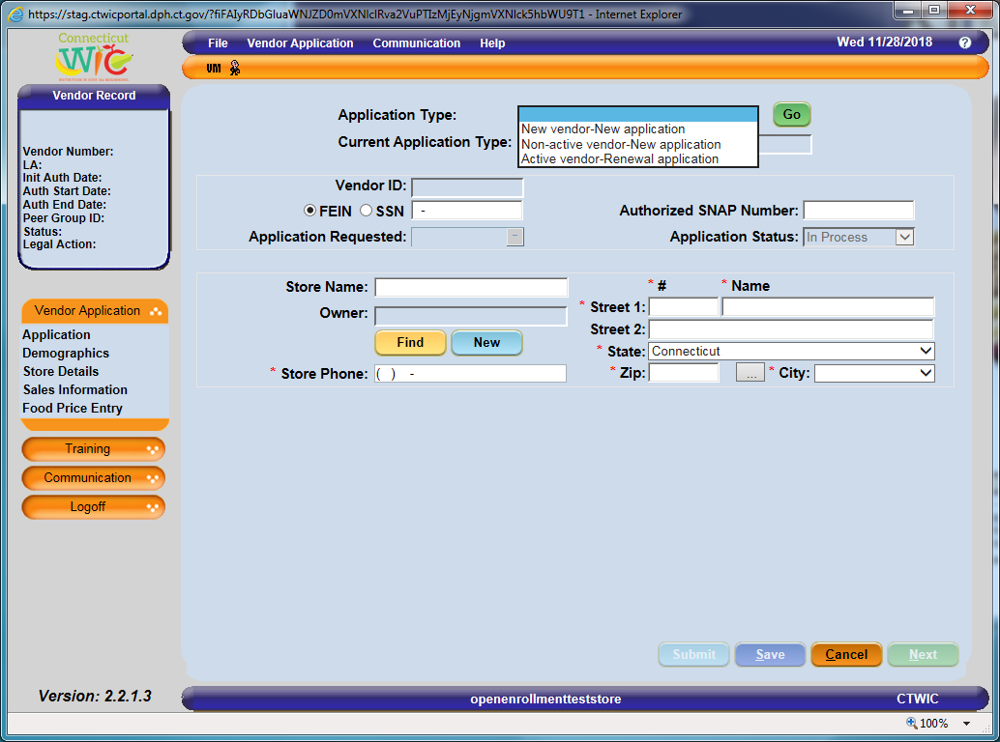 https://stag.ctwicportal.dph.ct.gov/?fiFAIyRDbGluaWNJZD0mVXNlclRva2VuPTIzMjEyNjgmVXNlck5hbWU9T1 - Internet Explorer
Connecticut
WIC
File Vendor Application Communication Help Wed 11/28/2018 ?
VM
Vendor Record
Vendor Number:
LA:
Init Auth Date:
Auth Start Date:
Auth End Date:
Peer Group ID:
Status:
Legal Action:
Vendor Application
Application
Demographics
Store Details
Sales Information
Food Price Entry
Training
Communication
Logoff
Version: 2.2.1.3
Application Type: Go
New vendor-New application
Non-active vendor-New application
Active vendor-Renewal application
Current Application Type:
Vendor ID:
FEIN SSN -
Authorized SNAP Number:
Application Requested: -
Application Status: In Process
Store Name:
Owner:
Find New
* Store Phone: ( ) -
* # * Name
* Street 1:
Street 2:
* State: Connecticut
* Zip: ... * City:
Submit Save Cancel Next
openenrollmentteststore CTWIC
100%